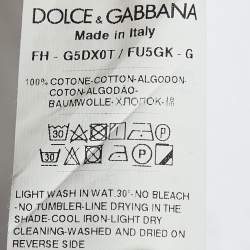 DOLCE & GABBANA
Made in Italy
FH - G5DX0T / FU5GK - G
100% COTONE-COTTON-ALGODON-
COTON-ALGODÃO-
BAUMWOLLE-ХЛОПОК-棉
LIGHT WASH IN WAT.30°-NO BLEACH
-NO TUMBLER-LINE DRYING IN THE
SHADE-COOL IRON-LIGHT DRY
CLEANING-WASHED AND DRIED ON
REVERSE SIDE